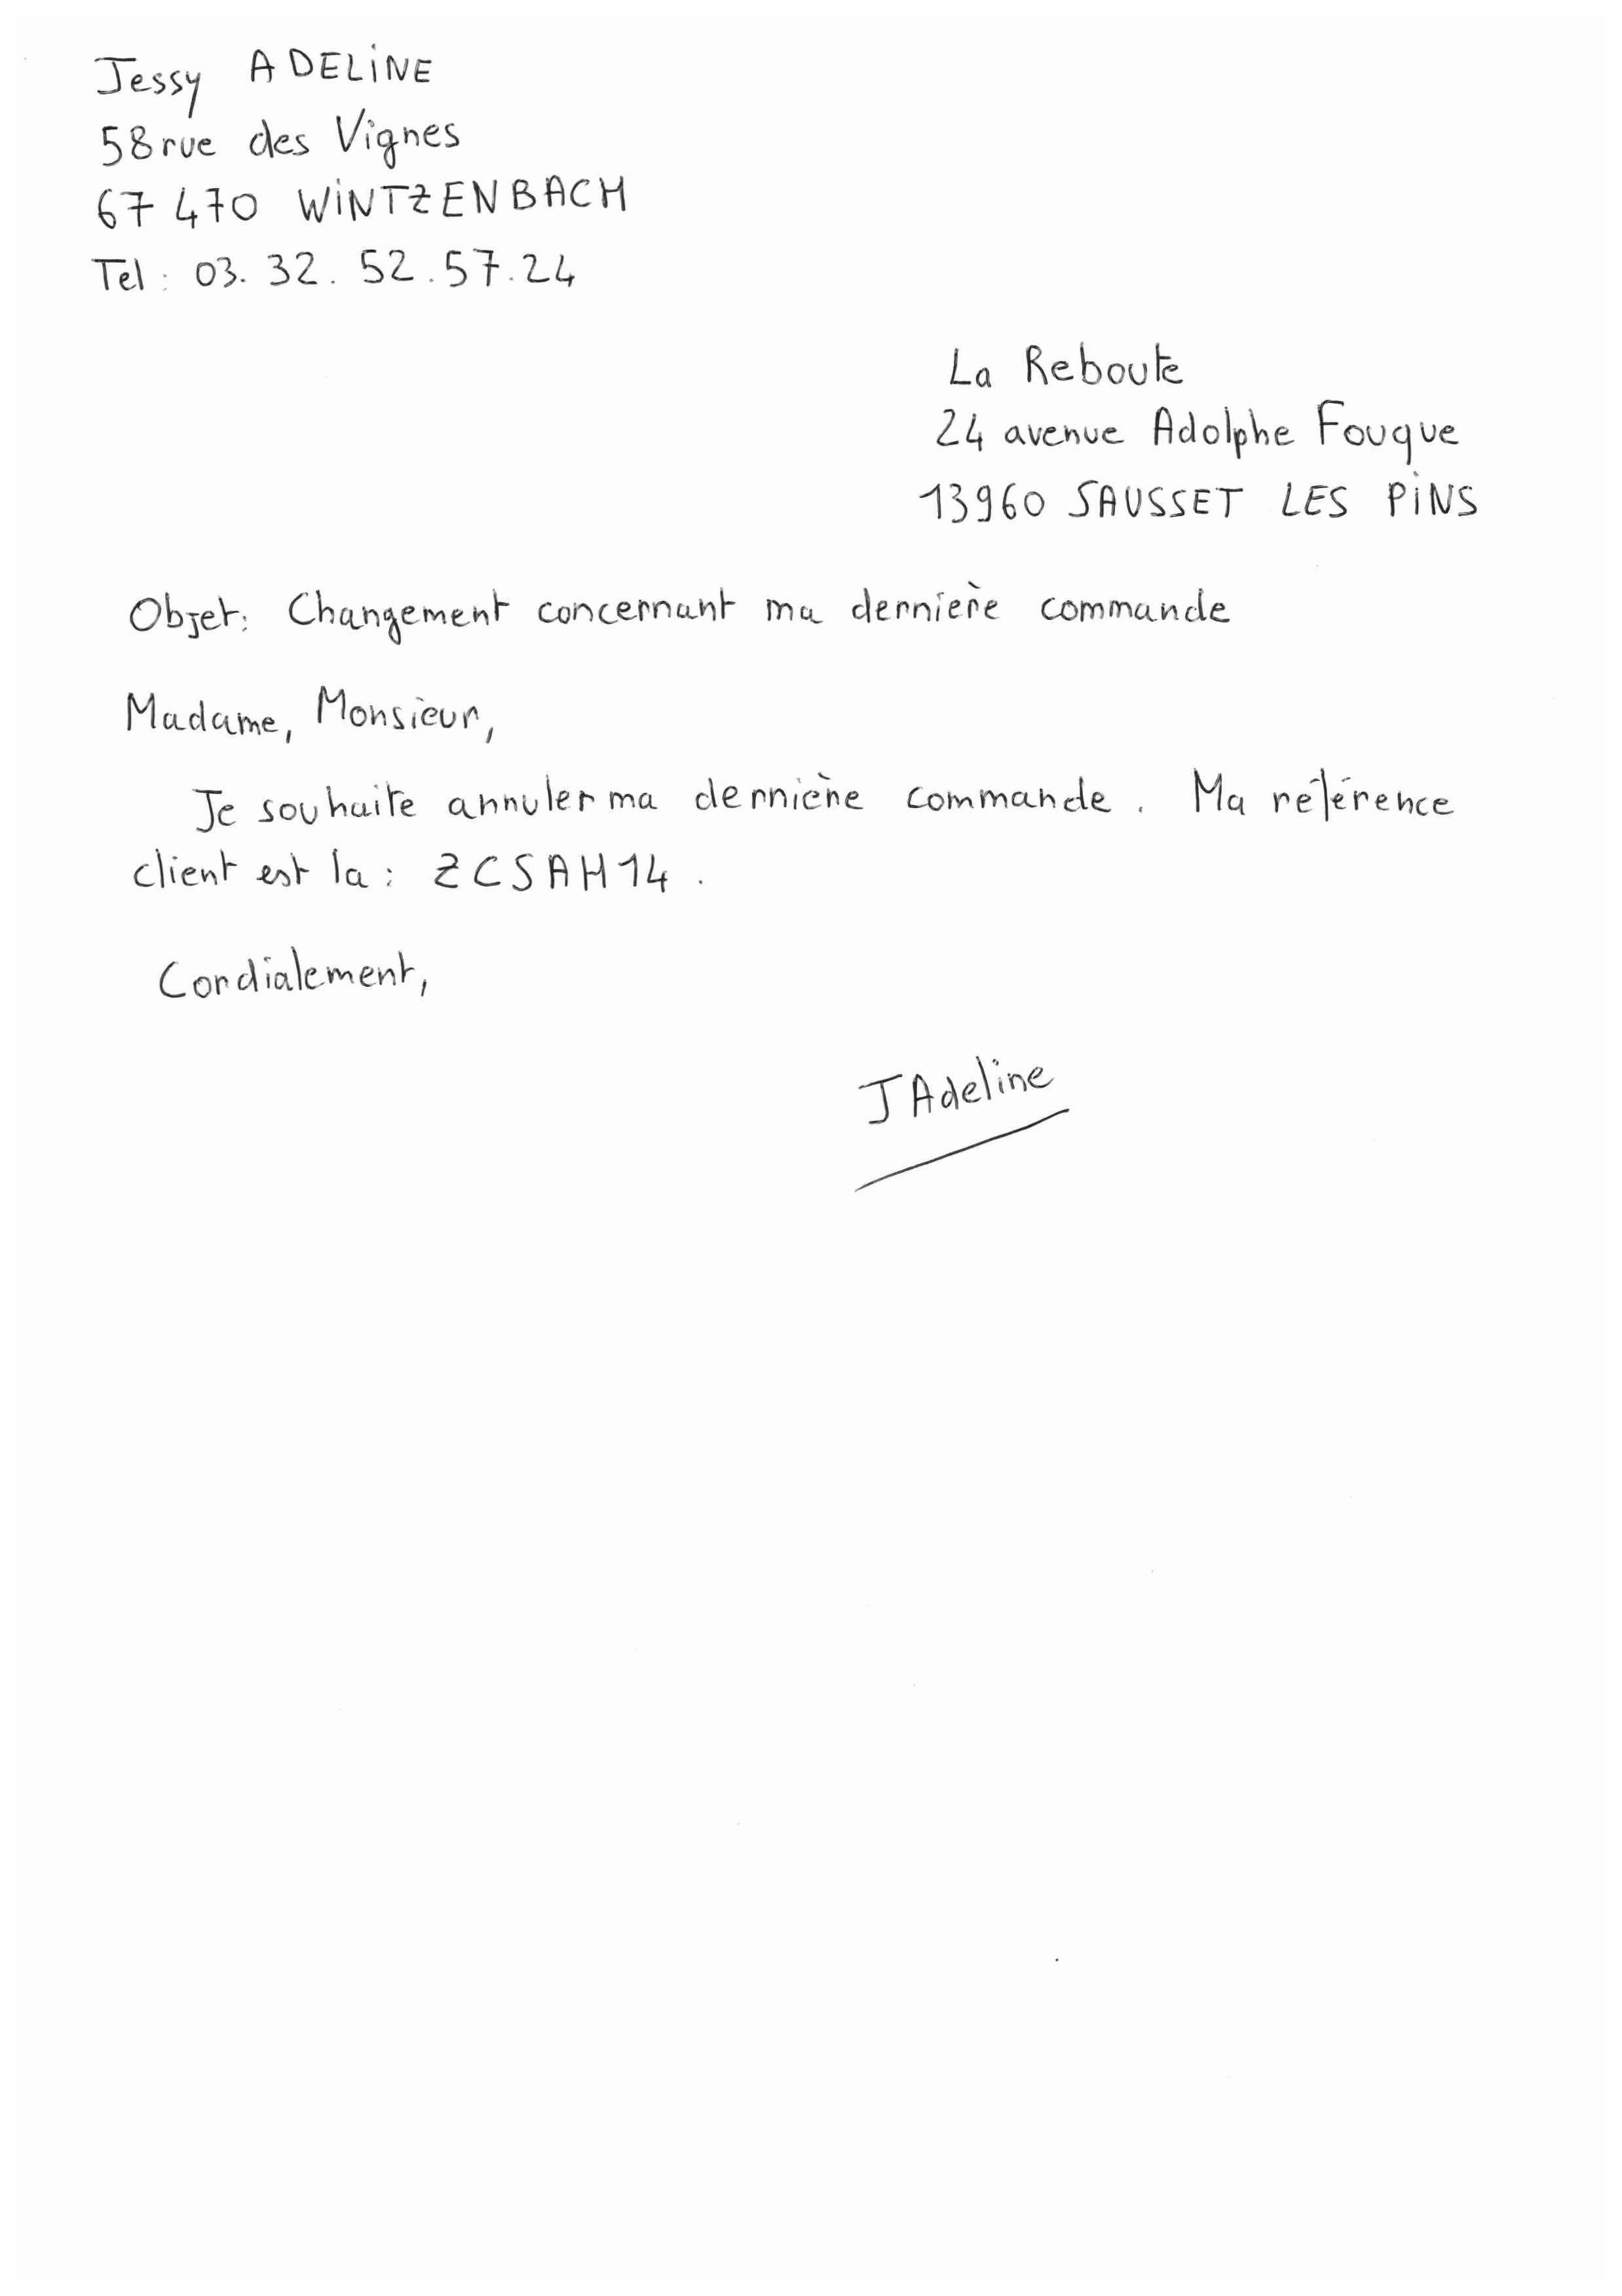 Jessy ADELINE
58 rue des Vignes
67 470 WINTZENBACH
Tel : 03. 32. 52. 57. 24
La Reboute
24 avenue Adolphe Fouque
13960 SAUSSET LES PINS
Objet: Changement concernant ma dernière commande
Madame, Monsieur,
Je souhaite annuler ma dernière commande. Ma référence
client est la : ZCSAH14.
Cordialement,
JAdeline